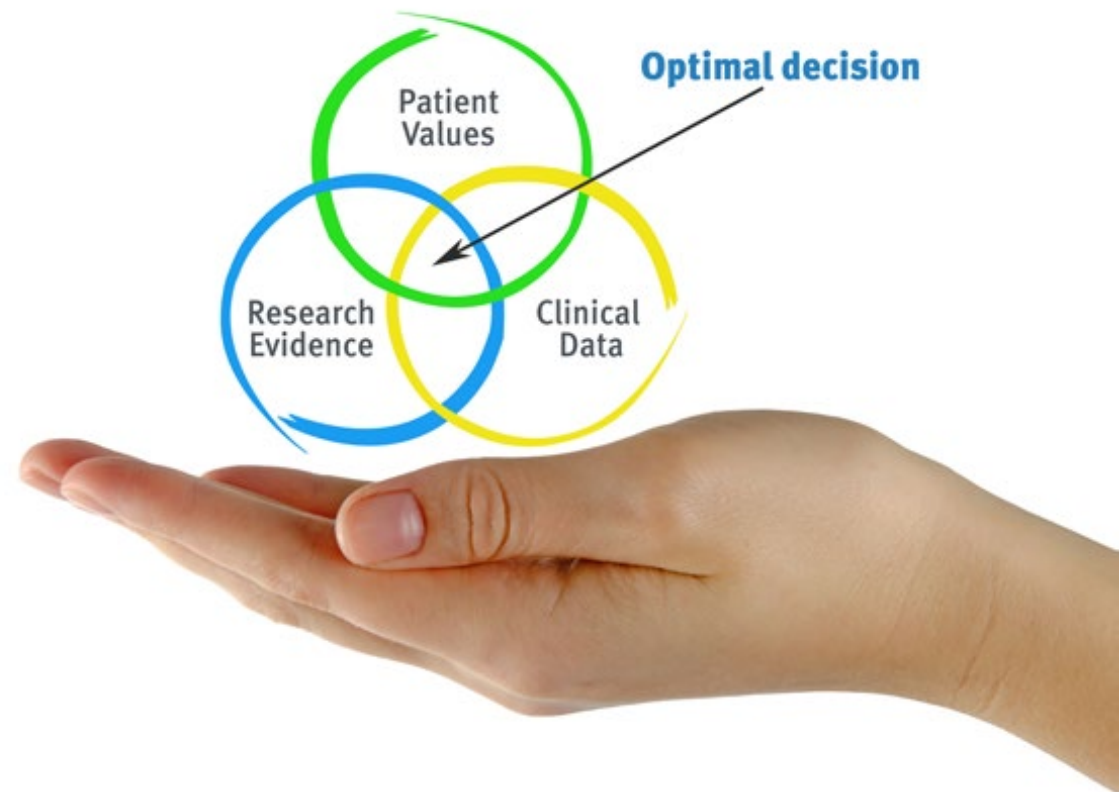 Optimal decision
Patient
Values
Research
Evidence
Clinical
Data